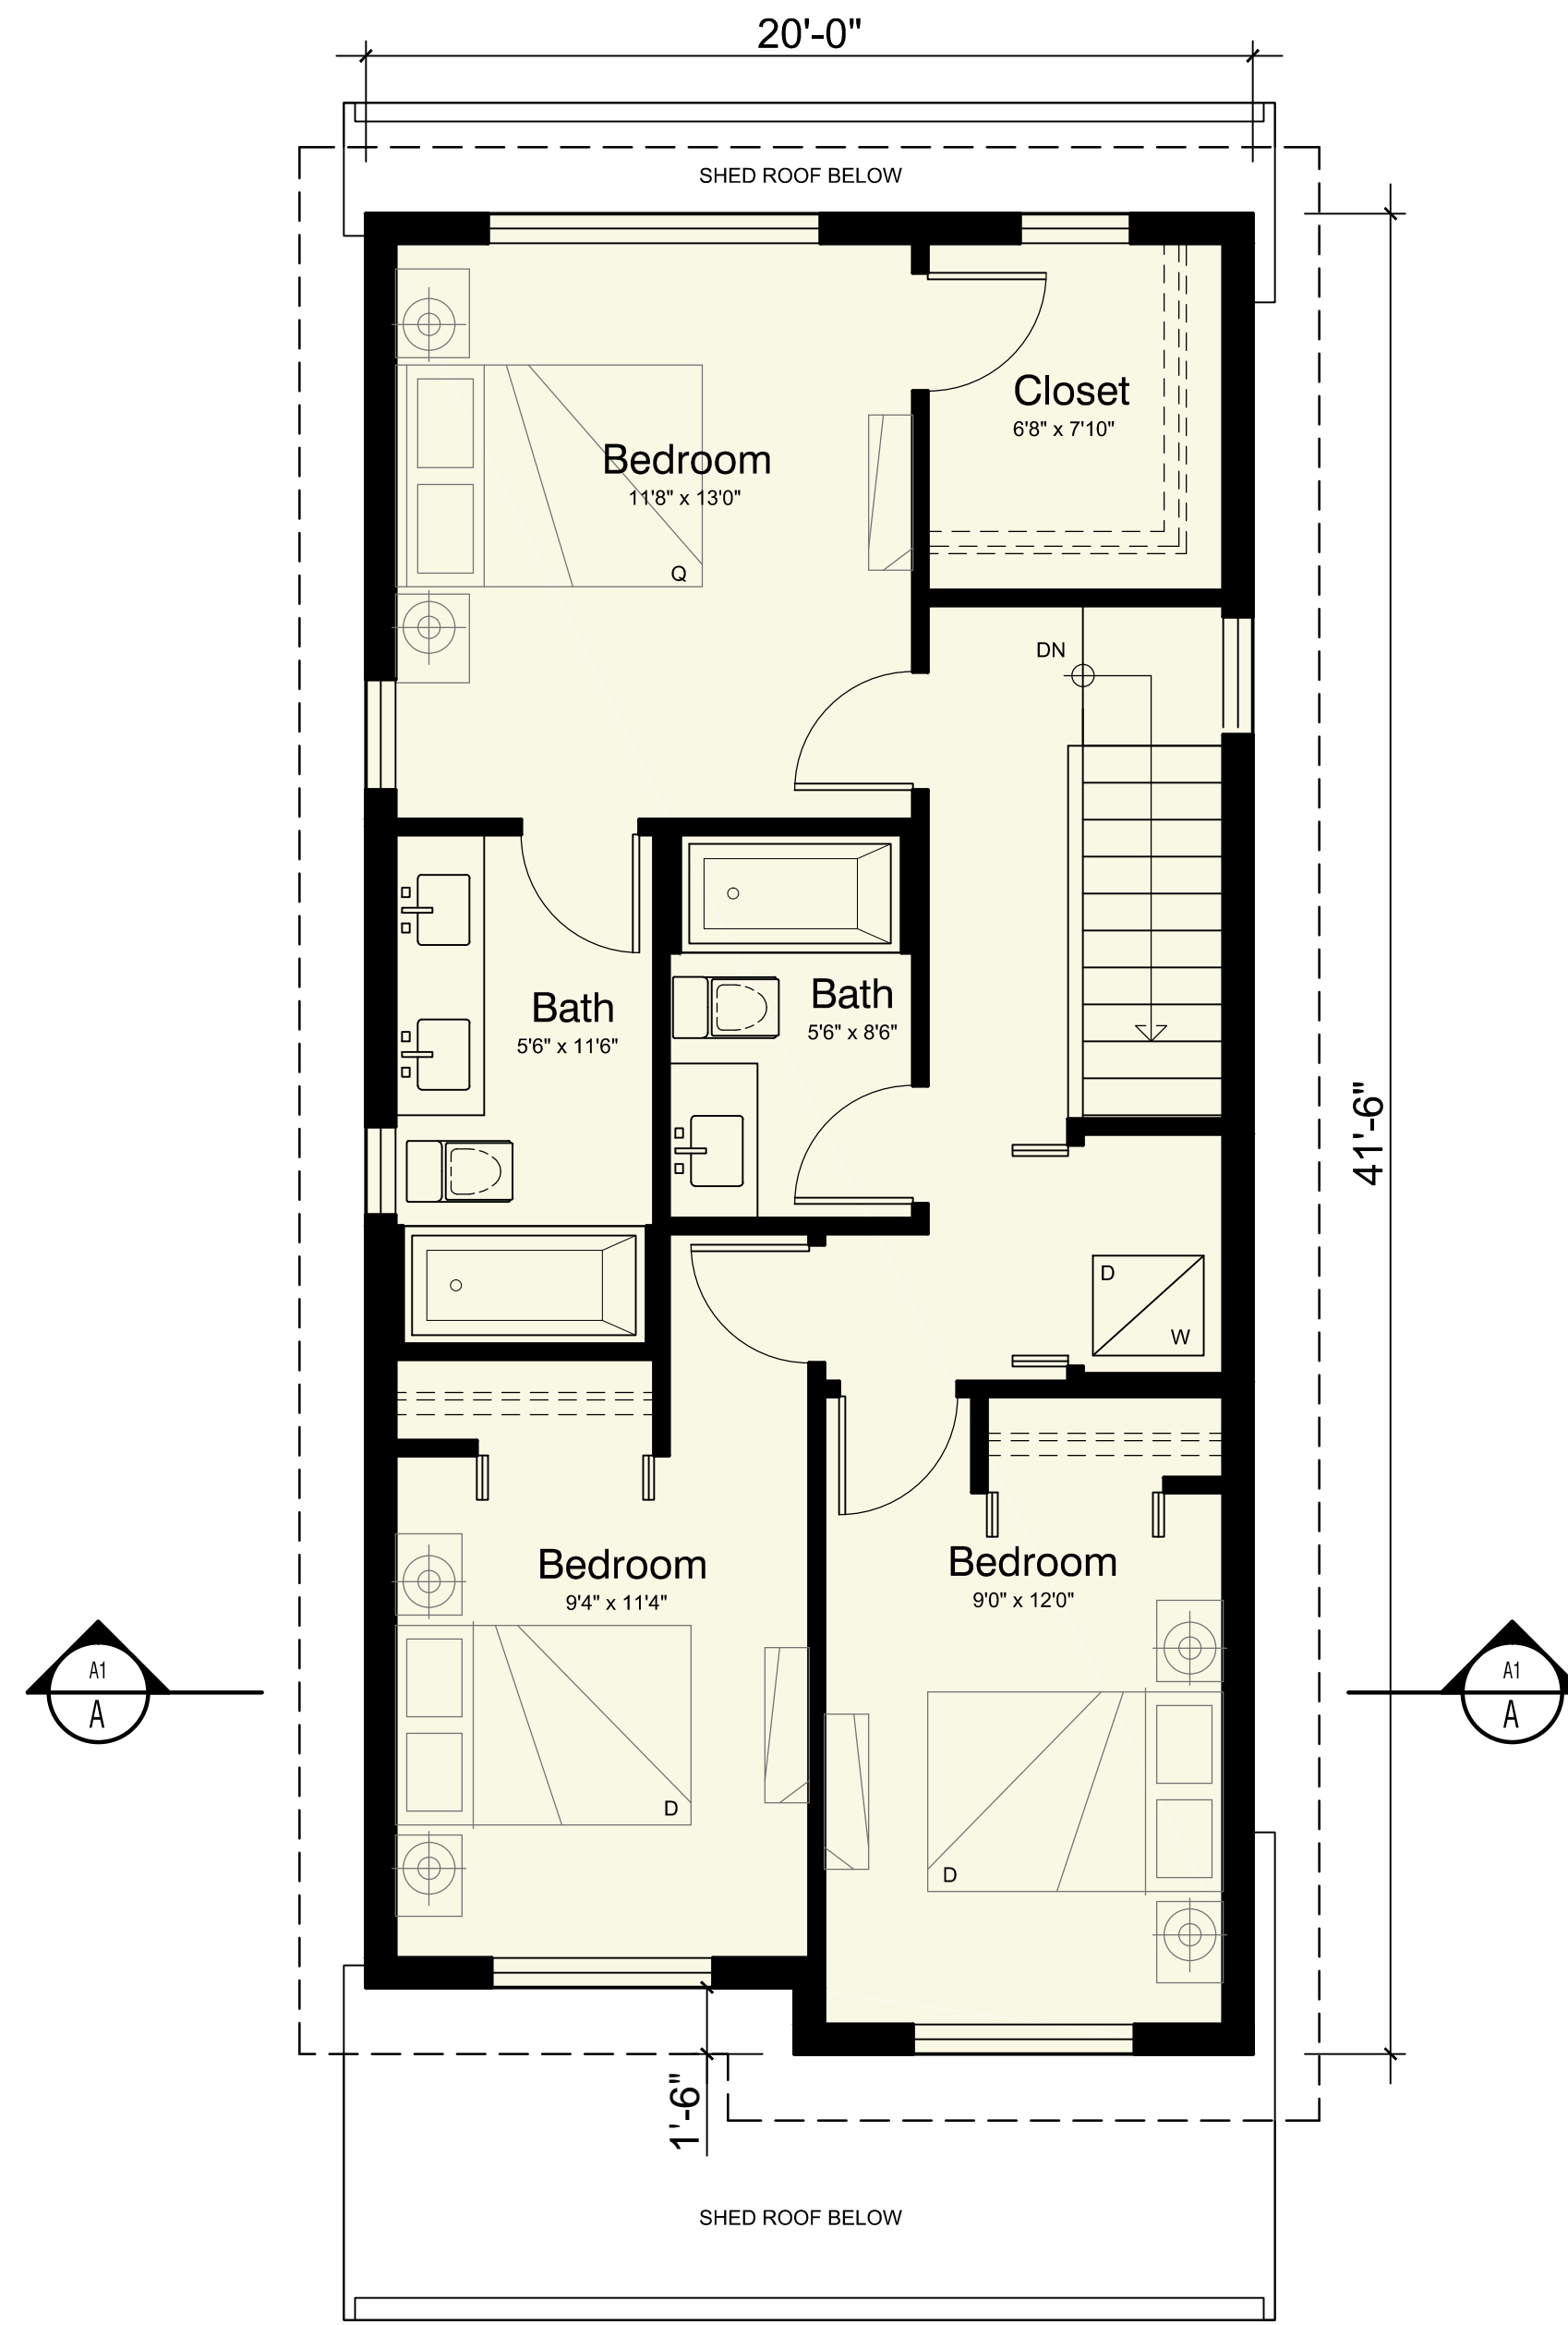 20'-0"
SHED ROOF BELOW
Closet
6'8" x 7'10"
Bedroom
11'8" x 13'0"
Q
DN
Bath
5'6" x 8'6"
Bath
5'6" x 11'6"
41'-6"
D
W
Bedroom
9'4" x 11'4"
Bedroom
9'0" x 12'0"
A1
A
A1
A
D
D
1'-6"
SHED ROOF BELOW